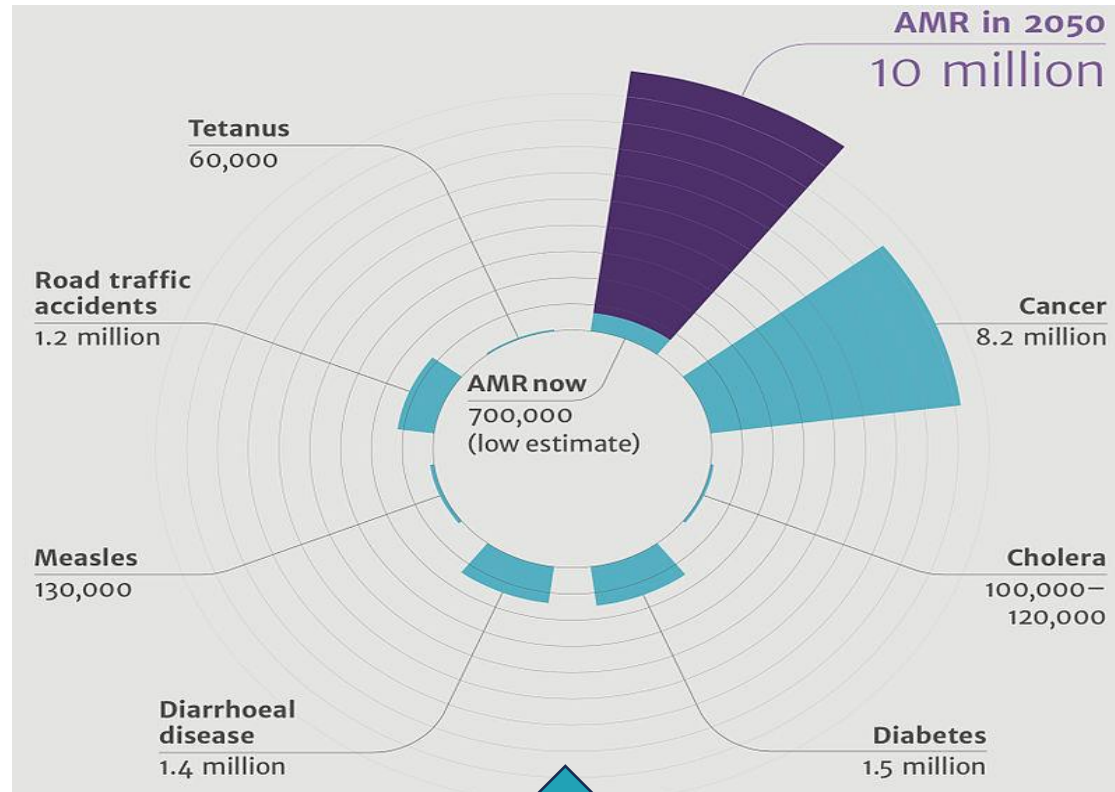 AMR in 2050
10 million
Tetanus
60,000
Road traffic
accidents
1.2 million
Cancer
8.2 million
AMR now
700,000
(low estimate)
Measles
130,000
Cholera
100,000–
120,000
Diarrhoeal
disease
1.4 million
Diabetes
1.5 million